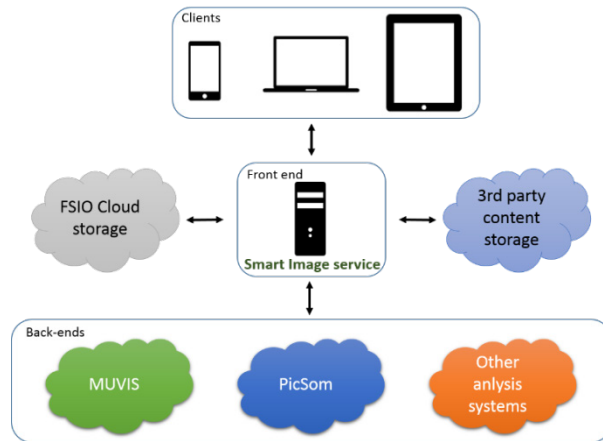 Clients
Front end
FSIO Cloud
storage
3rd party
content
storage
Smart Image service
Back-ends
MUVIS
PicSom
Other
anlysis
systems